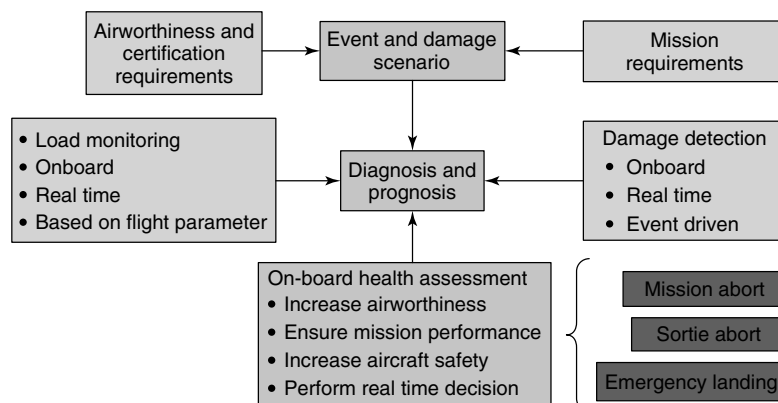 Airworthiness and
certification
requirements
Event and damage
scenario
Mission
requirements
• Load monitoring
• Onboard
• Real time
• Based on flight parameter
Diagnosis and
prognosis
Damage detection
• Onboard
• Real time
• Event driven
On-board health assessment
• Increase airworthiness
• Ensure mission performance
• Increase aircraft safety
• Perform real time decision
Mission abort
Sortie abort
Emergency landing